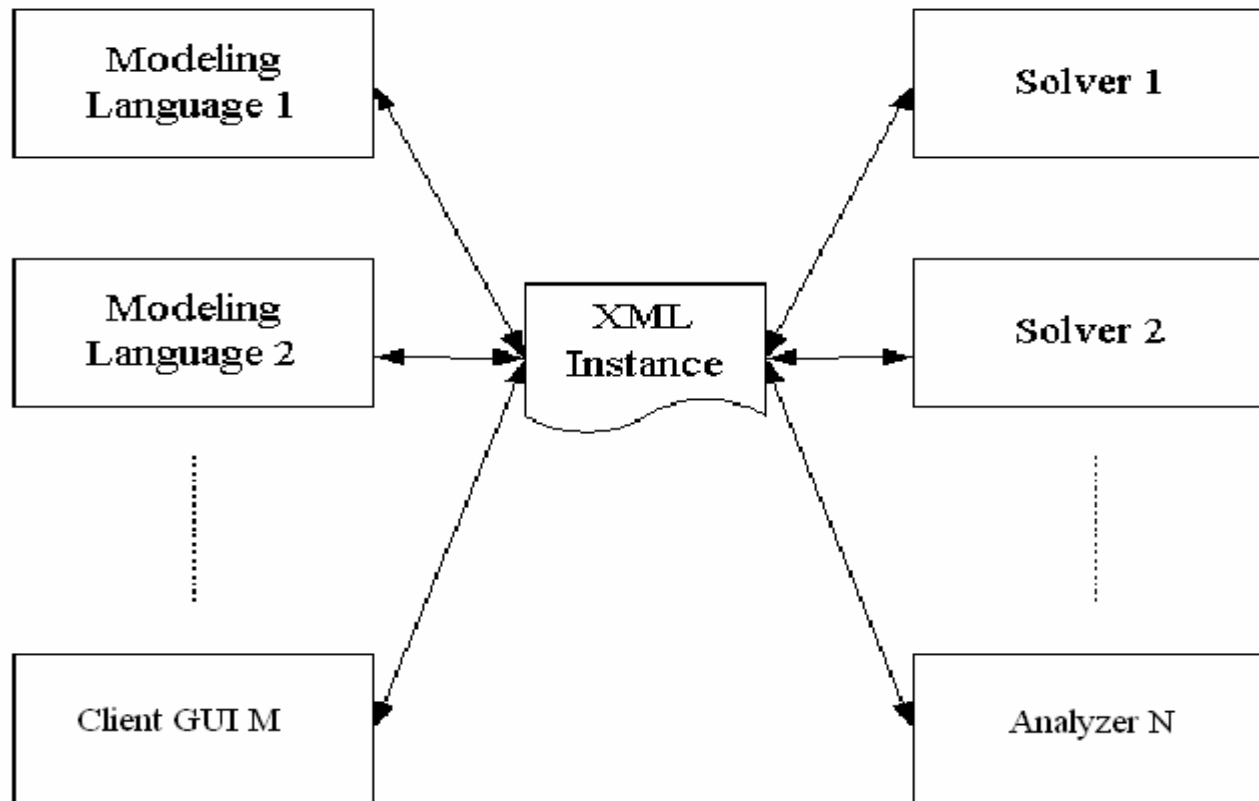 Modeling
Language 1
Solver 1
Modeling
Language 2
XML
Instance
Solver 2
Client GUI M
Analyzer N